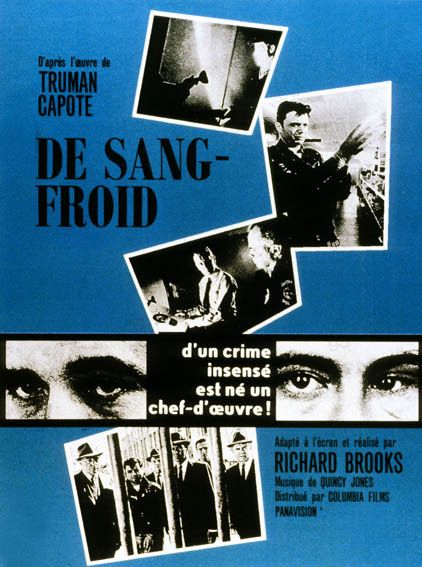 D'après l'œuvre de
TRUMAN
CAPOTE
DE SANG-
FROID
d'un crime
insensé
est né un
chef-d'œuvre!
Adapté à l'écran et réalisé par
RICHARD BROOKS
Musique de QUINCY JONES
Distribué par COLUMBIA FILMS
PANAVISION